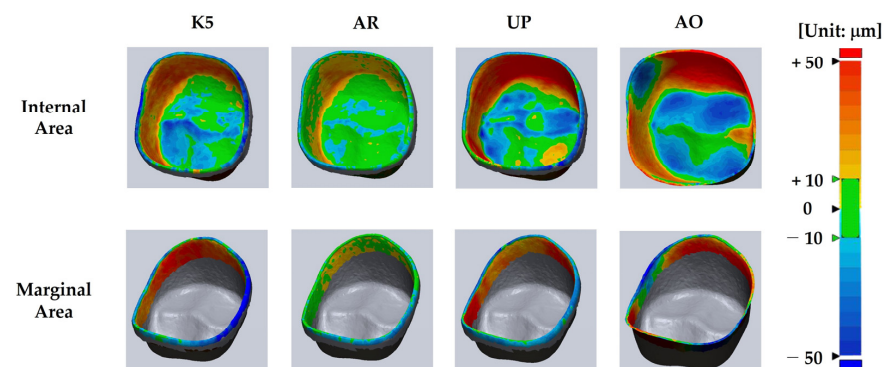 K5 AR UP AO
[Unit: μm]
+ 50
Internal
Area
+ 10
0
− 10
Marginal
Area
− 50